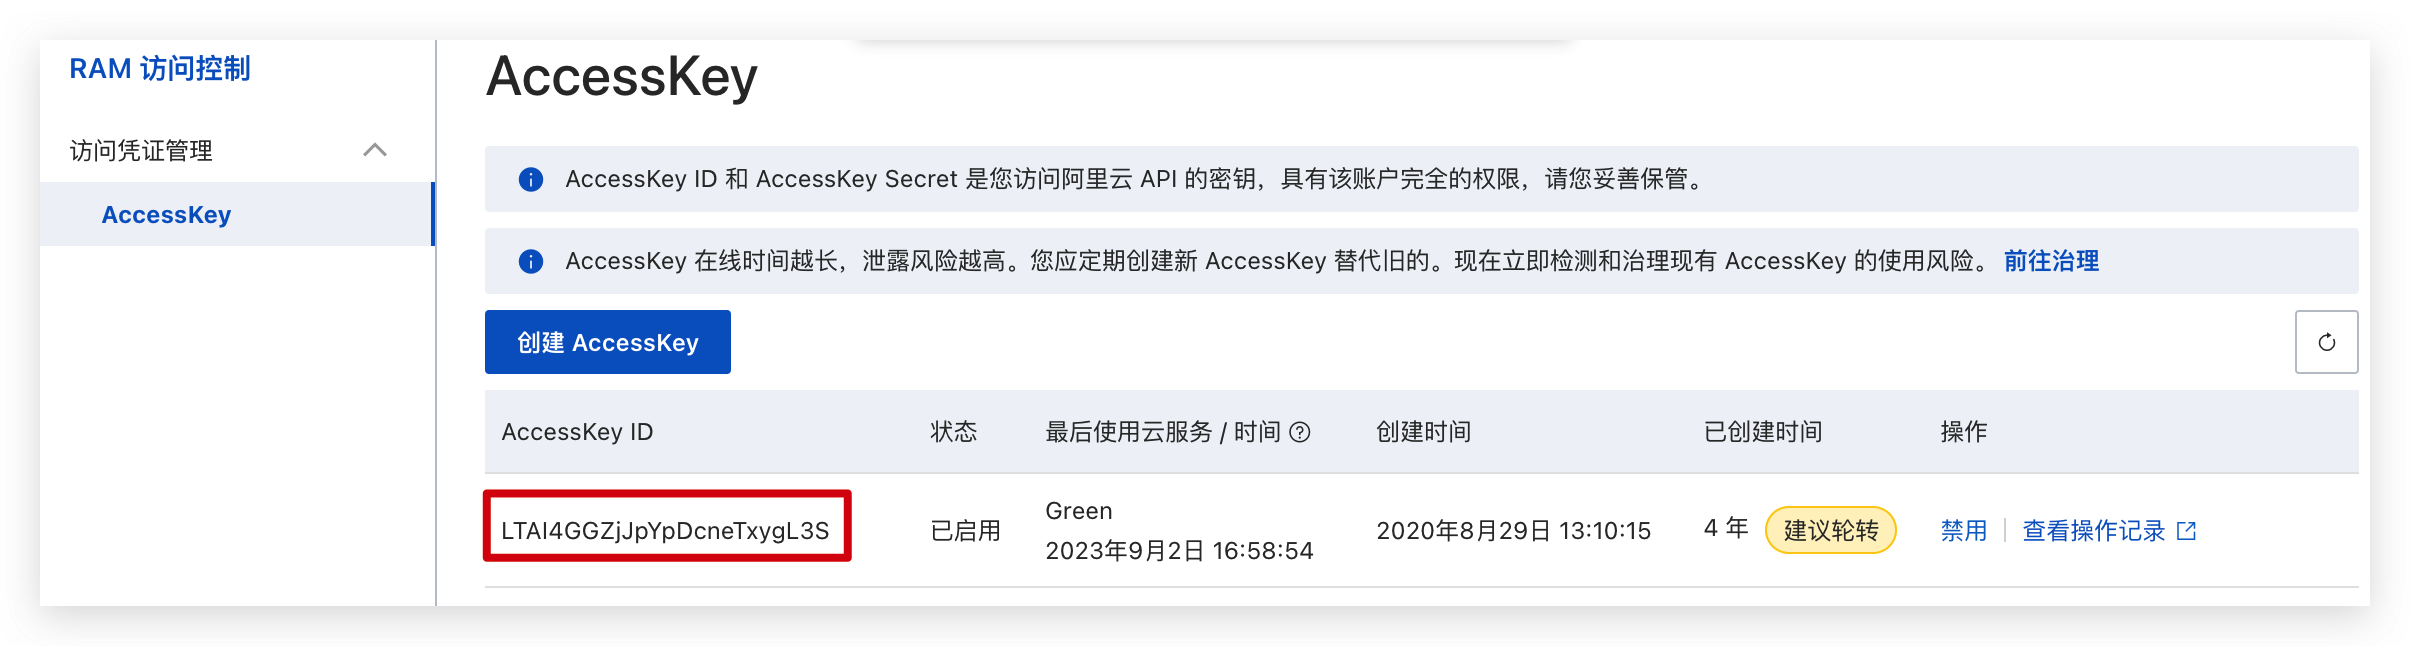 RAM 访问控制
访问凭证管理
AccessKey
AccessKey
AccessKey ID 和 AccessKey Secret 是您访问阿里云 API 的密钥，具有该账户完全的权限，请您妥善保管。
AccessKey 在线时间越长，泄露风险越高。您应定期创建新 AccessKey 替代旧的。现在立即检测和治理现有 AccessKey 的使用风险。 前往治理
创建 AccessKey
AccessKey ID 状态 最后使用云服务 / 时间 创建时间 已创建时间 操作
LTAI4GGZjJpYpDcneTxygL3S 已启用 Green 2020年8月29日 13:10:15 4 年 建议轮转 禁用 查看操作记录
2023年9月2日 16:58:54